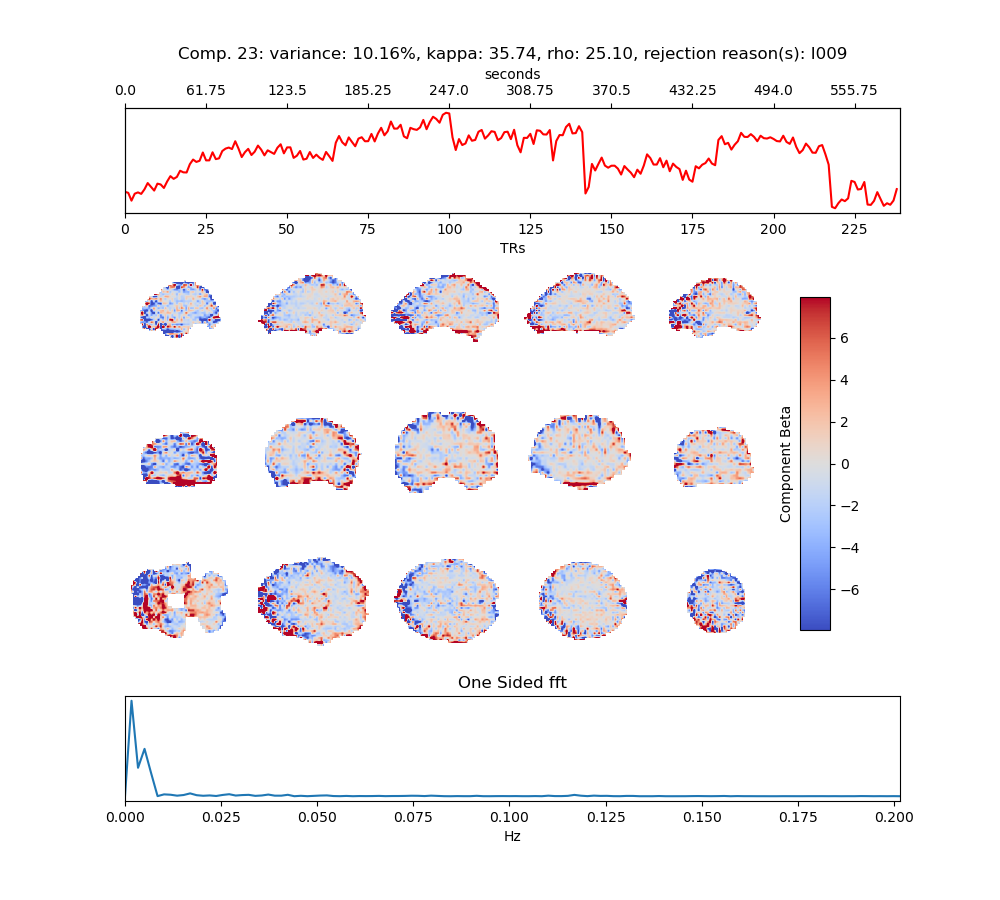 Comp. 23: variance: 10.16%, kappa: 35.74, rho: 25.10, rejection reason(s): I009
seconds
0.0 61.75 123.5 185.25 247.0 308.75 370.5 432.25 494.0 555.75
0 25 50 75 100 125 150 175 200 225
TRs
6
4
2
0
−2
−4
−6
Component Beta
One Sided fft
0.000 0.025 0.050 0.075 0.100 0.125 0.150 0.175 0.200
Hz